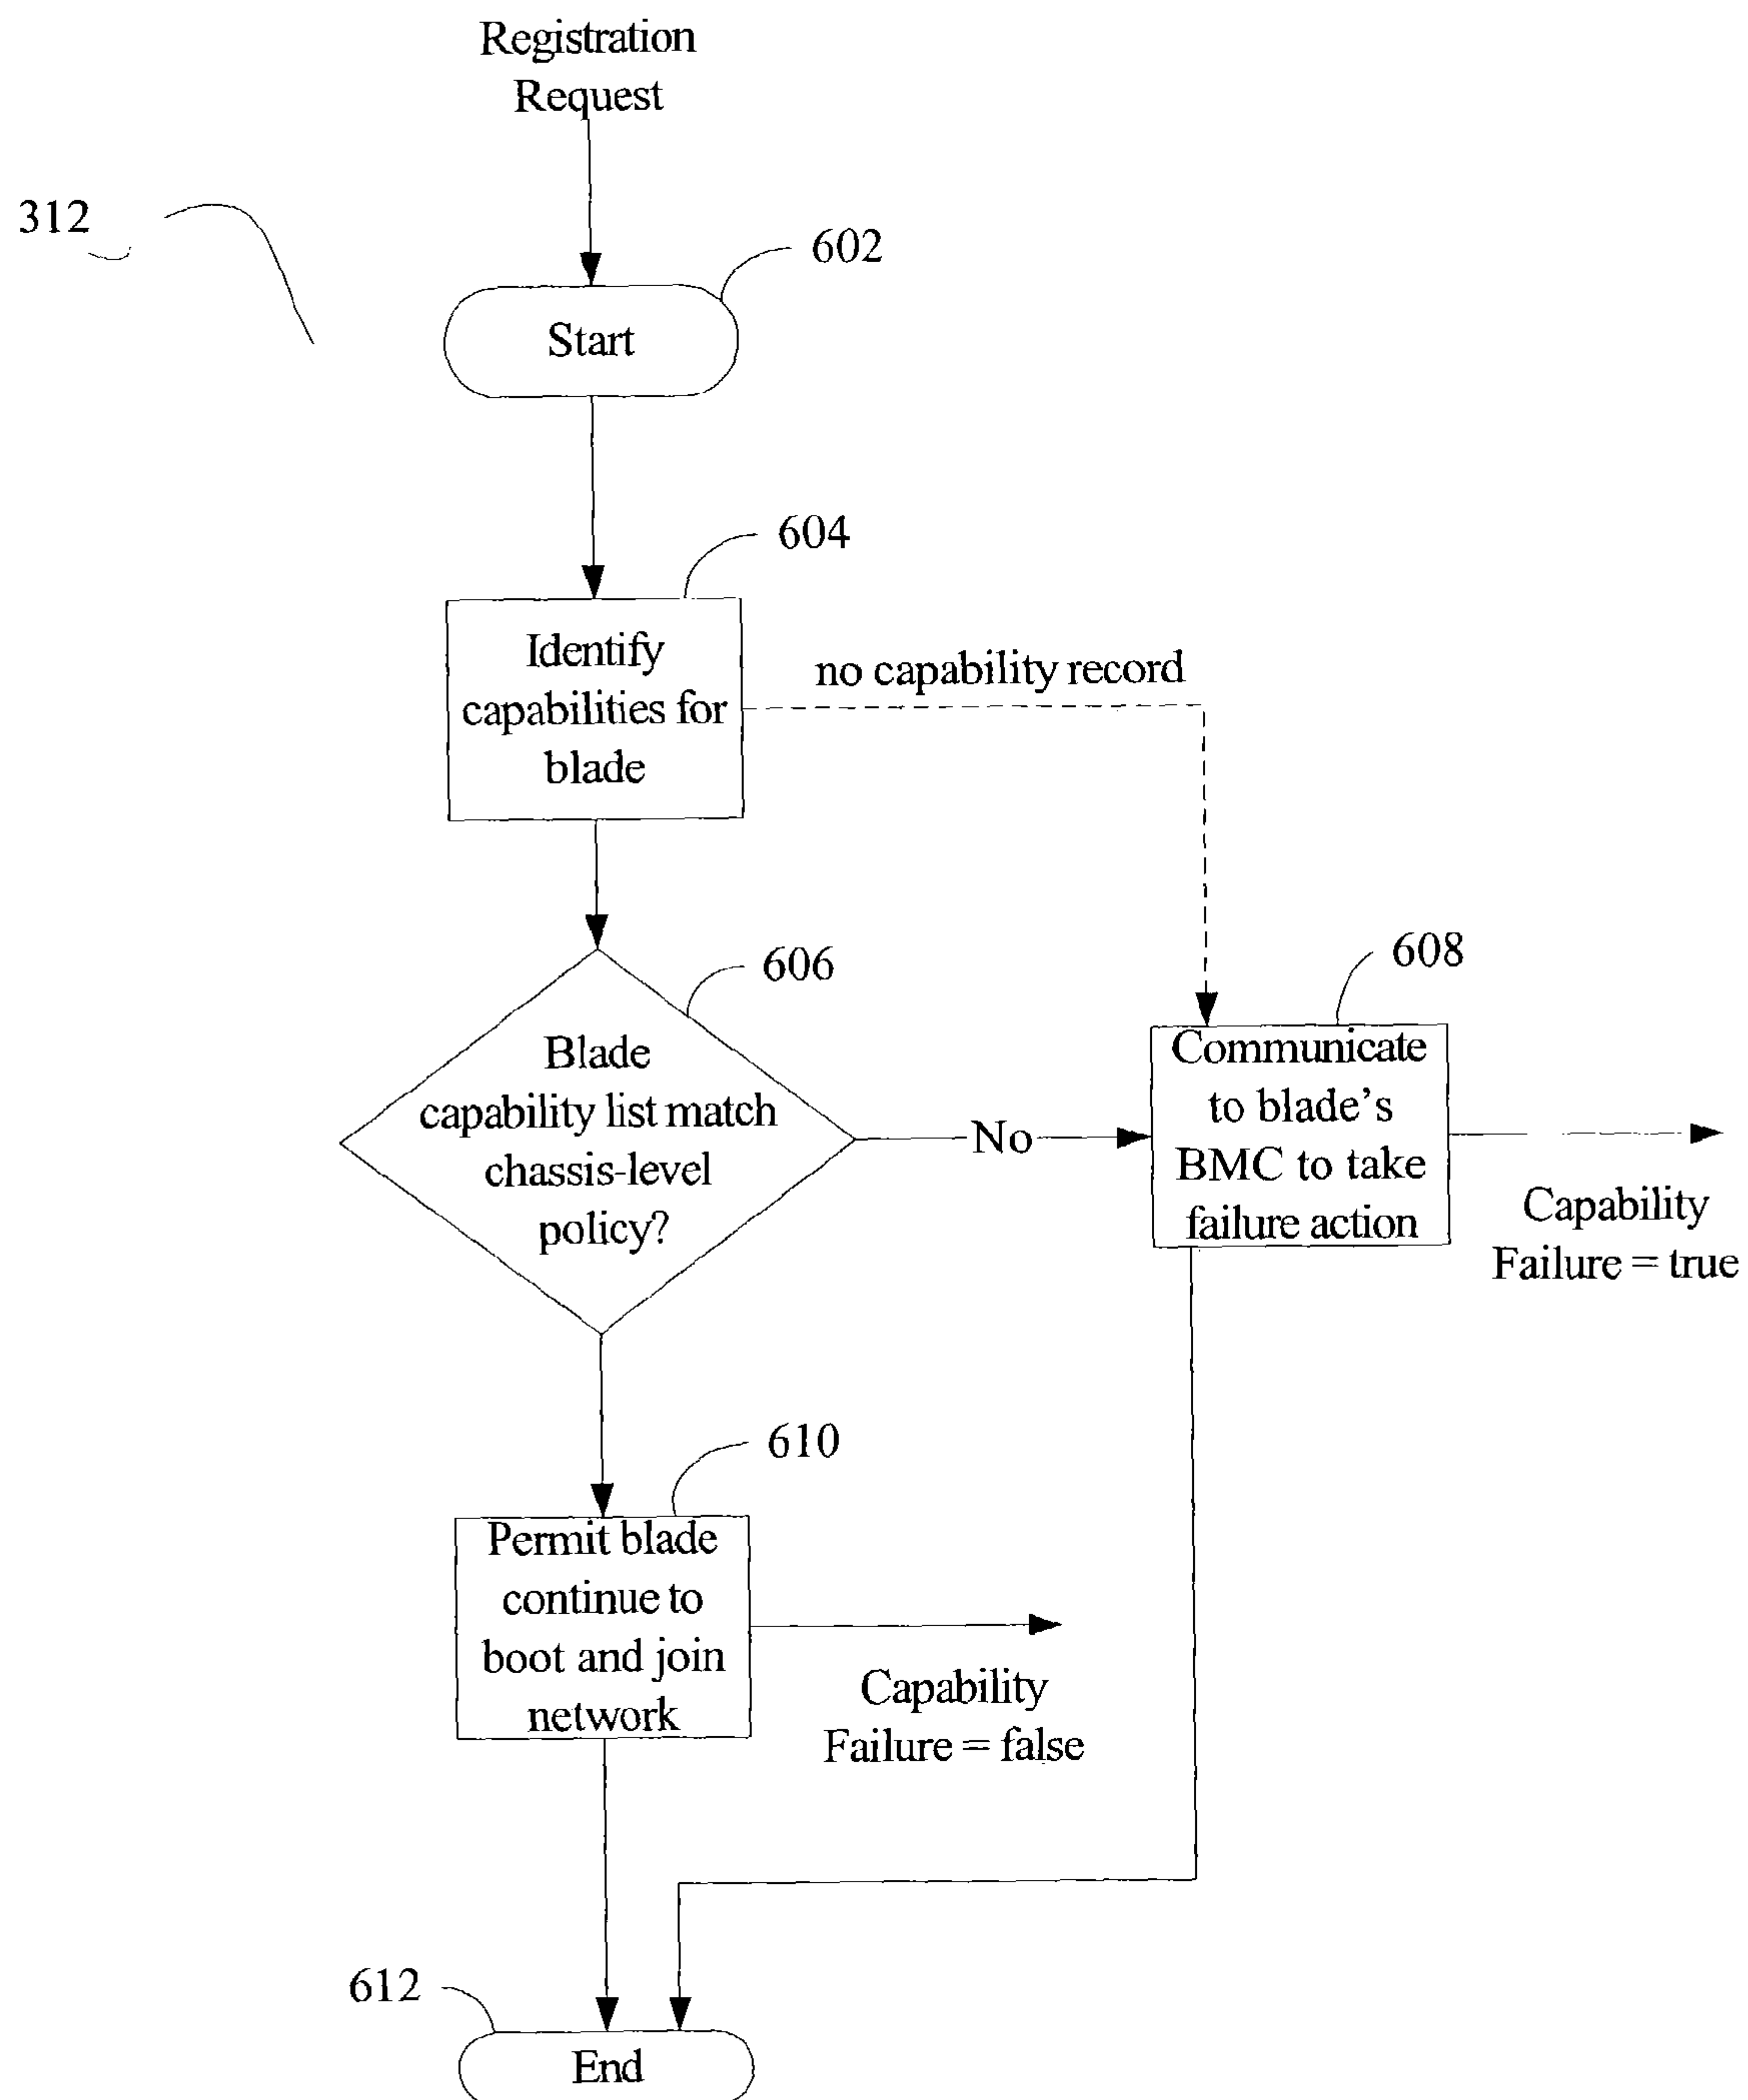 Registration
Request
312
602
Start
604
Identify
capabilities for
blade
no capability record
606
608
Blade
capability list match
chassis-level
policy?
No
Communicate
to blade's
BMC to take
failure action
Capability
Failure = true
610
Permit blade
continue to
boot and join
network
Capability
Failure = false
612
End